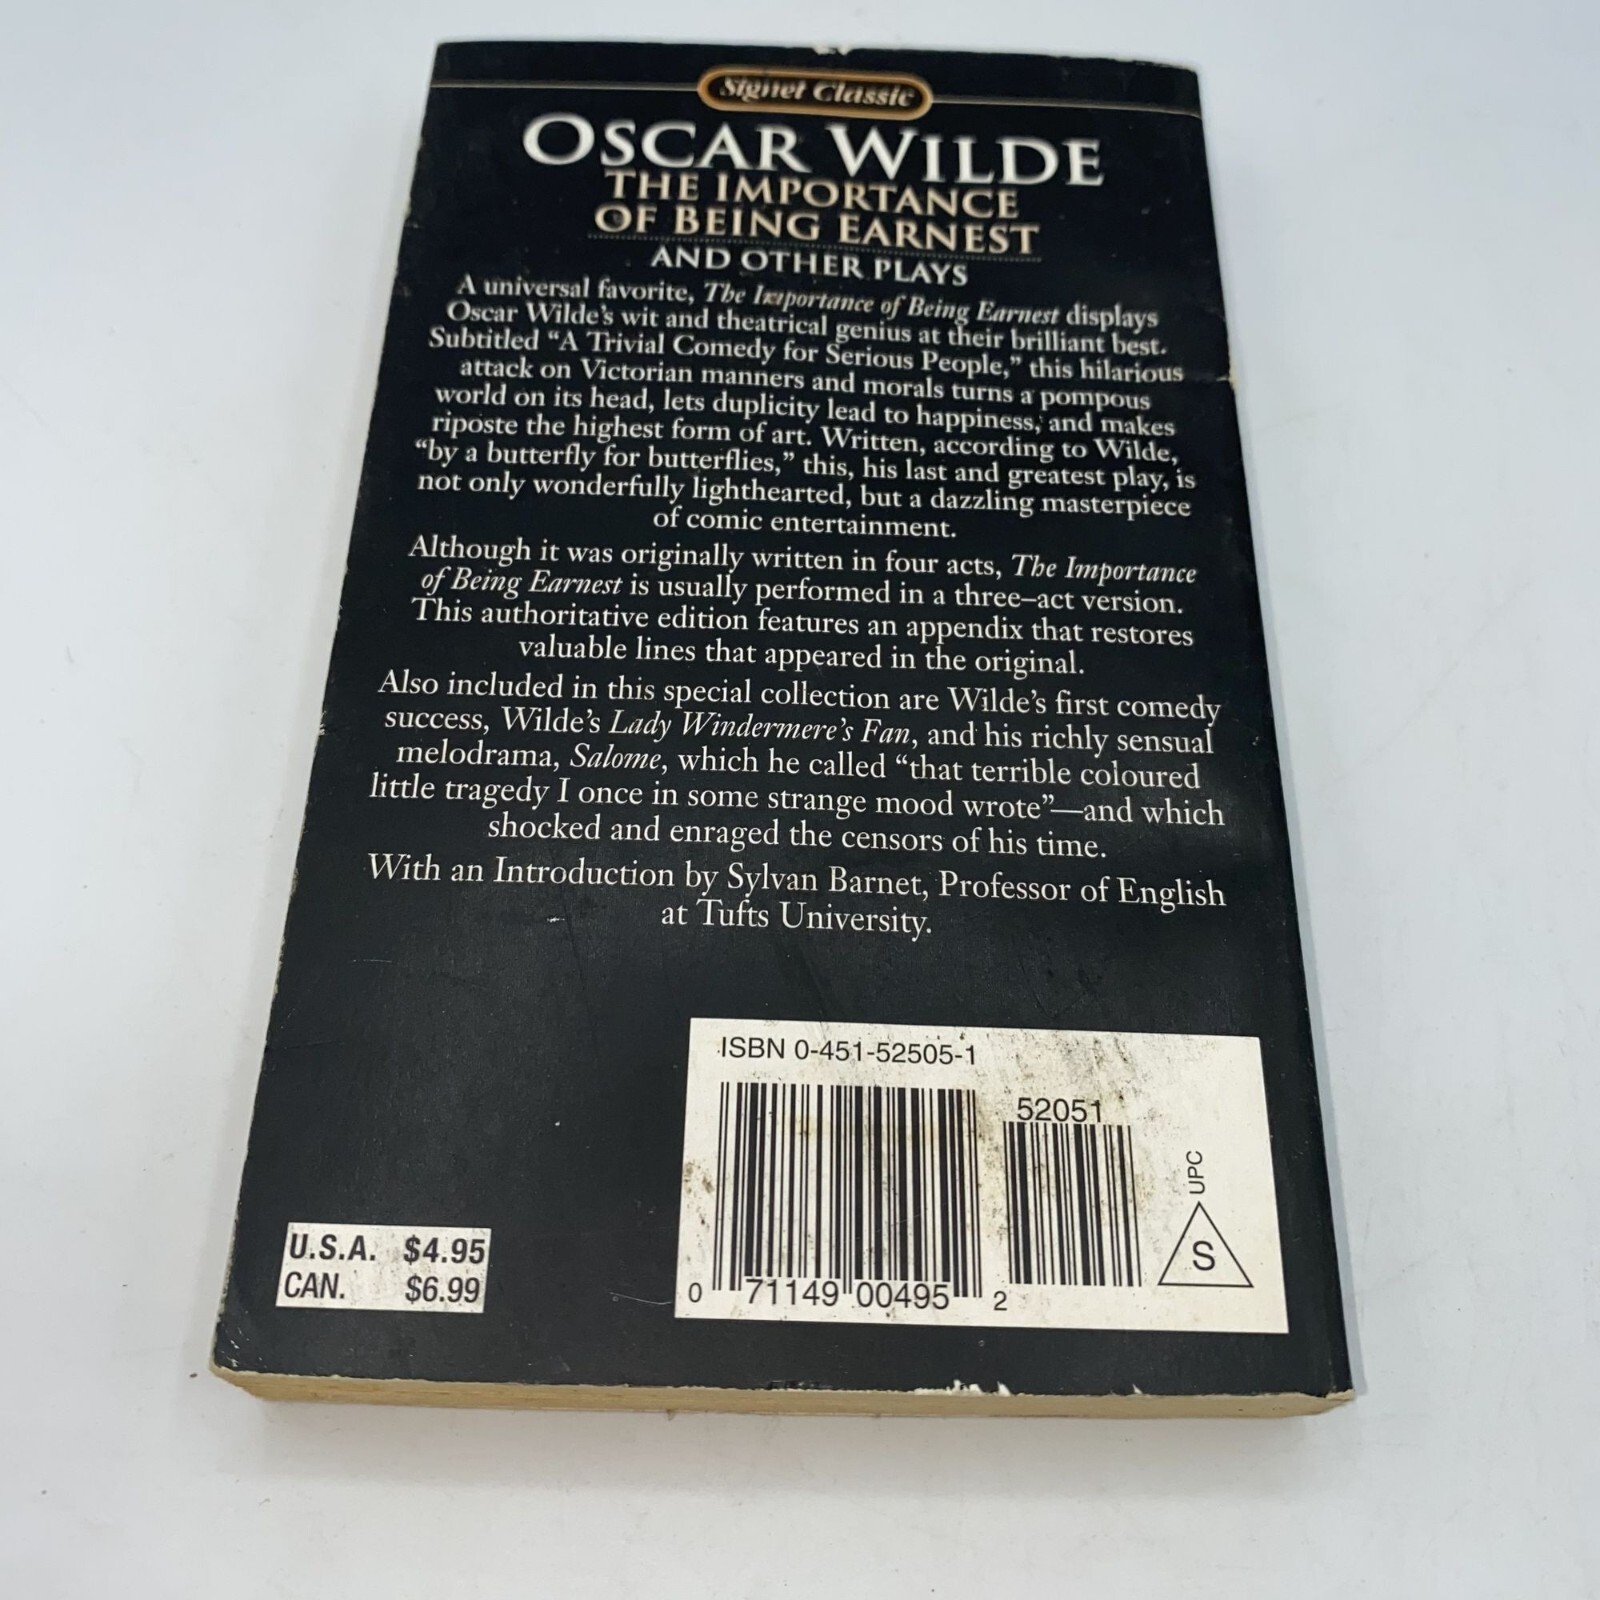 Signet Classic
OSCAR WILDE
THE IMPORTANCE
OF BEING EARNEST
AND OTHER PLAYS
A universal favorite, The Importance of Being Earnest displays
Oscar Wilde's wit and theatrical genius at their brilliant best.
Subtitled “A Trivial Comedy for Serious People,” this hilarious
attack on Victorian manners and morals turns a pompous
world on its head, lets duplicity lead to happiness, and makes
riposte the highest form of art. Written, according to Wilde,
“by a butterfly for butterflies,” this, his last and greatest play, is
not only wonderfully lighthearted, but a dazzling masterpiece
of comic entertainment.
Although it was originally written in four acts, The Importance
of Being Earnest is usually performed in a three–act version.
This authoritative edition features an appendix that restores
valuable lines that appeared in the original.
Also included in this special collection are Wilde's first comedy
success, Wilde's Lady Windermere's Fan, and his richly sensual
melodrama, Salome, which he called “that terrible coloured
little tragedy I once in some strange mood wrote”—and which
shocked and enraged the censors of his time.
With an Introduction by Sylvan Barnet, Professor of English
at Tufts University.
ISBN 0-451-52505-1
52051
UPC
S
0 71149 00495 2
U.S.A. $4.95
CAN. $6.99